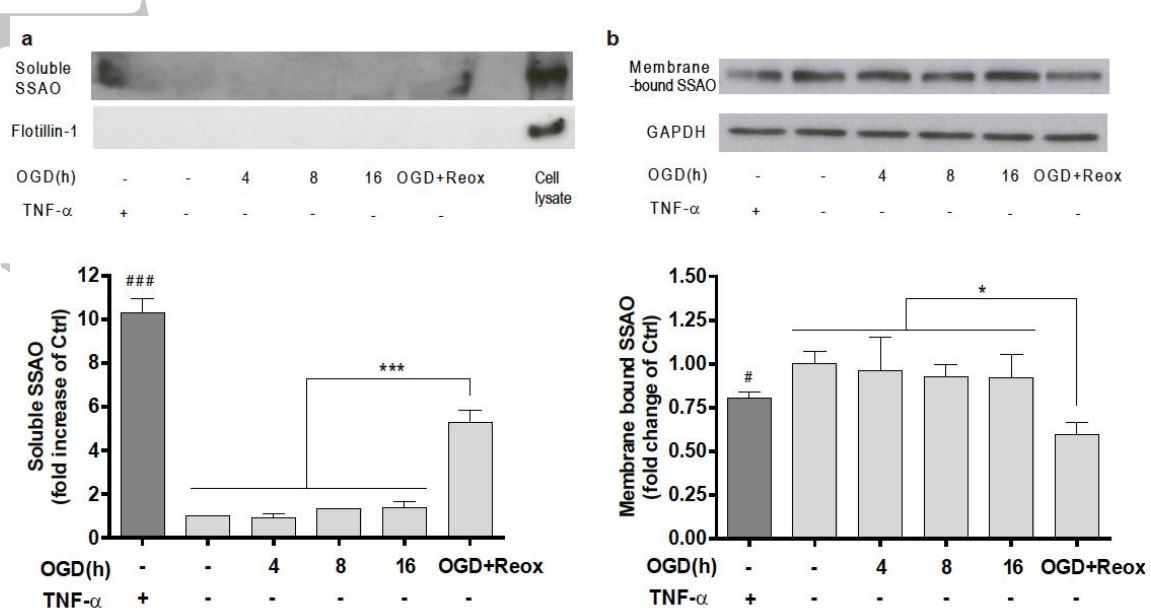 a
Soluble
SSAO
Flotillin-1
OGD(h) - - 4 8 16 OGD+Reox Cell
lysate
TNF-α + - - - - -
12
10
8
6
4
2
0
Soluble SSAO
(fold increase of Ctrl)
###
***
OGD(h) - - 4 8 16 OGD+Reox
TNF-α + - - - - -
b
Membrane
-bound SSAO
GAPDH
OGD(h) - - 4 8 16 OGD+Reox
TNF-α + - - - - -
1.50
1.25
1.00
0.75
0.50
0.25
0.00
Membrane bound SSAO
(fold change of Ctrl)
#
*
OGD(h) - - 4 8 16 OGD+Reox
TNF-α + - - - - -